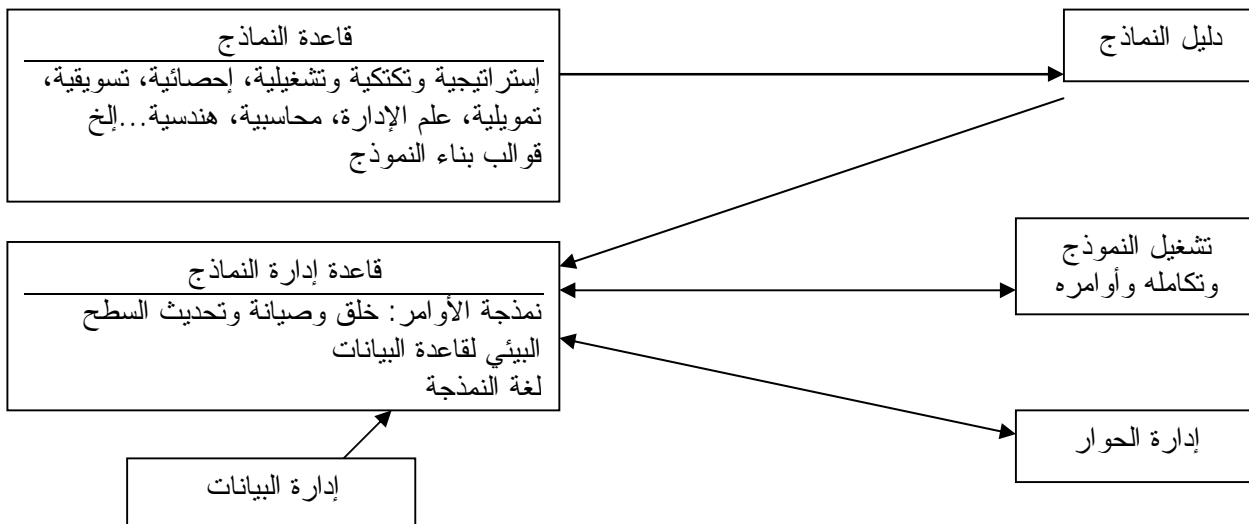 قاعدة النماذج
إستراتيجية وتكتكية وتشغيلية، إحصائية، تسويقية،
تمويلية، علم الإدارة، محاسبية، هندسية...إلخ
قوالب بناء النموذج
دليل النماذج
قاعدة إدارة النماذج
نمذجة الأوامر: خلق وصيانة وتحديث السطح
البيئي لقاعدة البيانات
لغة النمذجة
تشغيل النموذج
وتكامله وأوامره
إدارة الحوار
إدارة البيانات